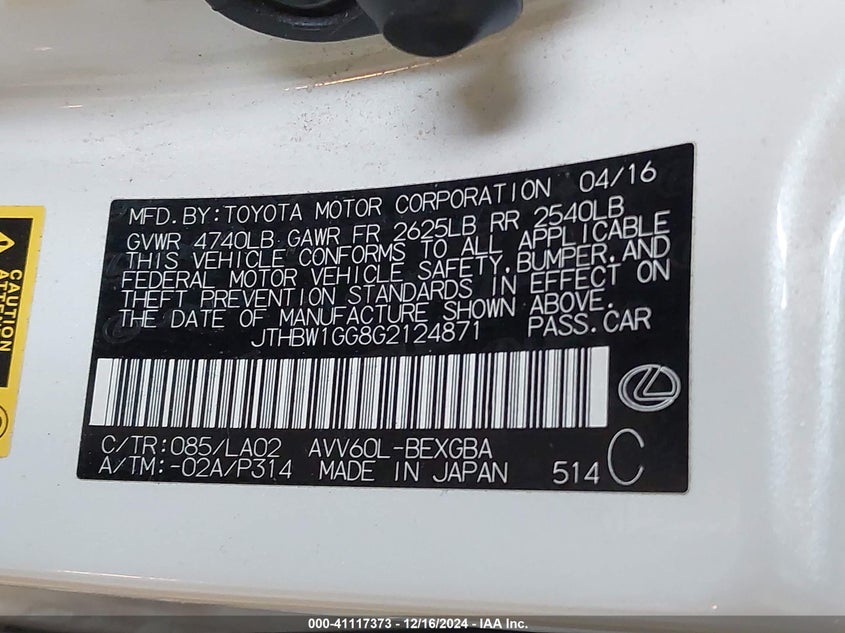 MFD. BY: TOYOTA MOTOR CORPORATION 04/16
GVWR 4740LB GAWR FR 2625LB RR 2540LB
THIS VEHICLE CONFORMS TO ALL APPLICABLE
FEDERAL MOTOR VEHICLE SAFETY, BUMPER, AND
THEFT PREVENTION STANDARDS IN EFFECT ON
THE DATE OF MANUFACTURE SHOWN ABOVE.
JTHBW1GG8G2124871 PASS. CAR
C/TR: 085/LA02 AVV60L-BEXGBA
A/TM: -02A/P314 MADE IN JAPAN 514 C
CAUTION
000-41117373 - 12/16/2024 - IAA Inc.